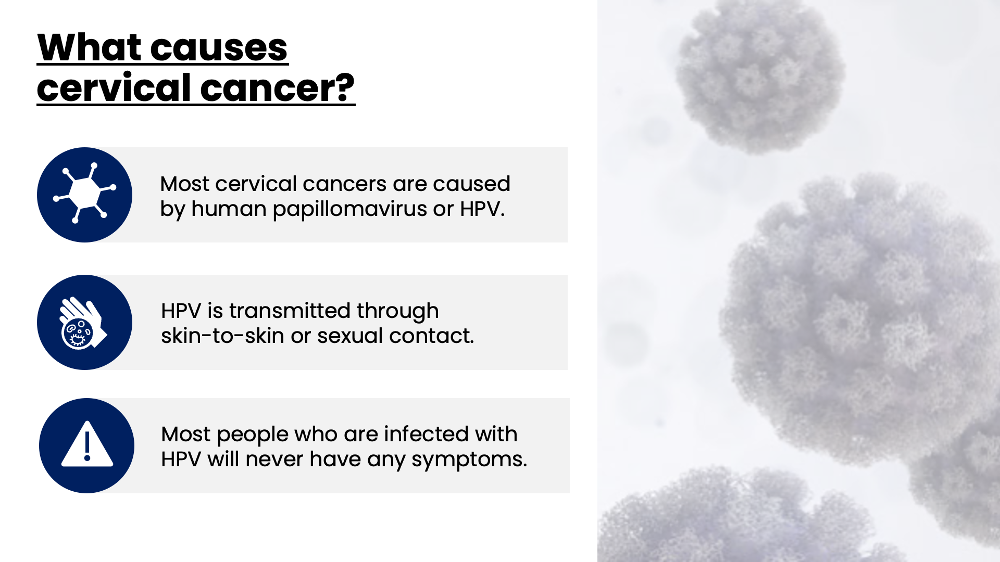 What causes
cervical cancer?
Most cervical cancers are caused
by human papillomavirus or HPV.
HPV is transmitted through
skin-to-skin or sexual contact.
Most people who are infected with
HPV will never have any symptoms.